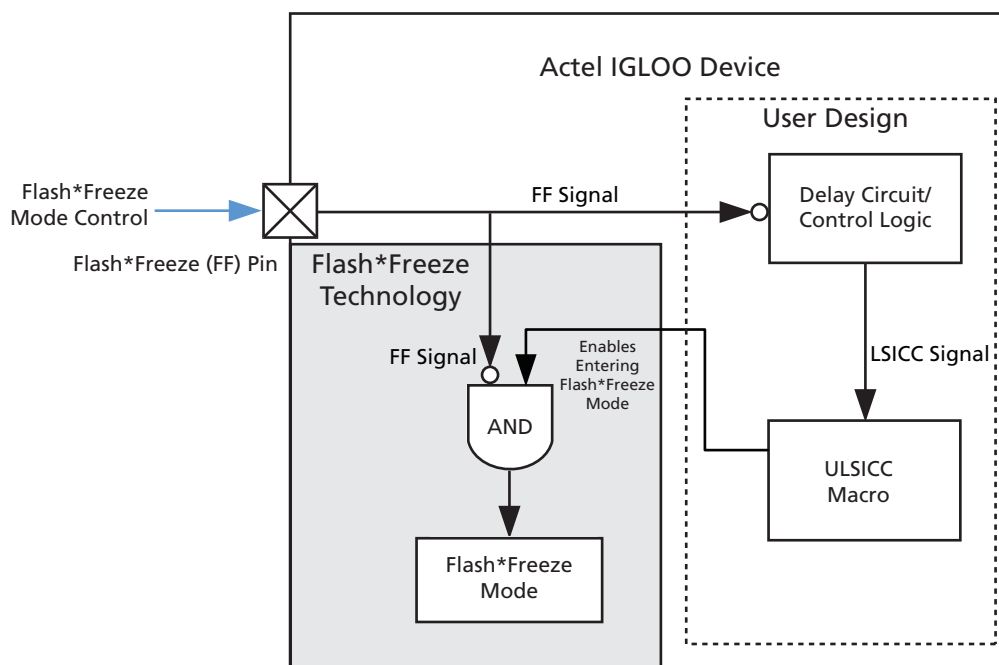 Actel IGLOO Device
User Design
Flash*Freeze
Mode Control
FF Signal
Delay Circuit/
Control Logic
Flash*Freeze (FF) Pin
Flash*Freeze
Technology
FF Signal
Enables
Entering
Flash*Freeze
Mode
LSICC Signal
AND
ULSICC
Macro
Flash*Freeze
Mode